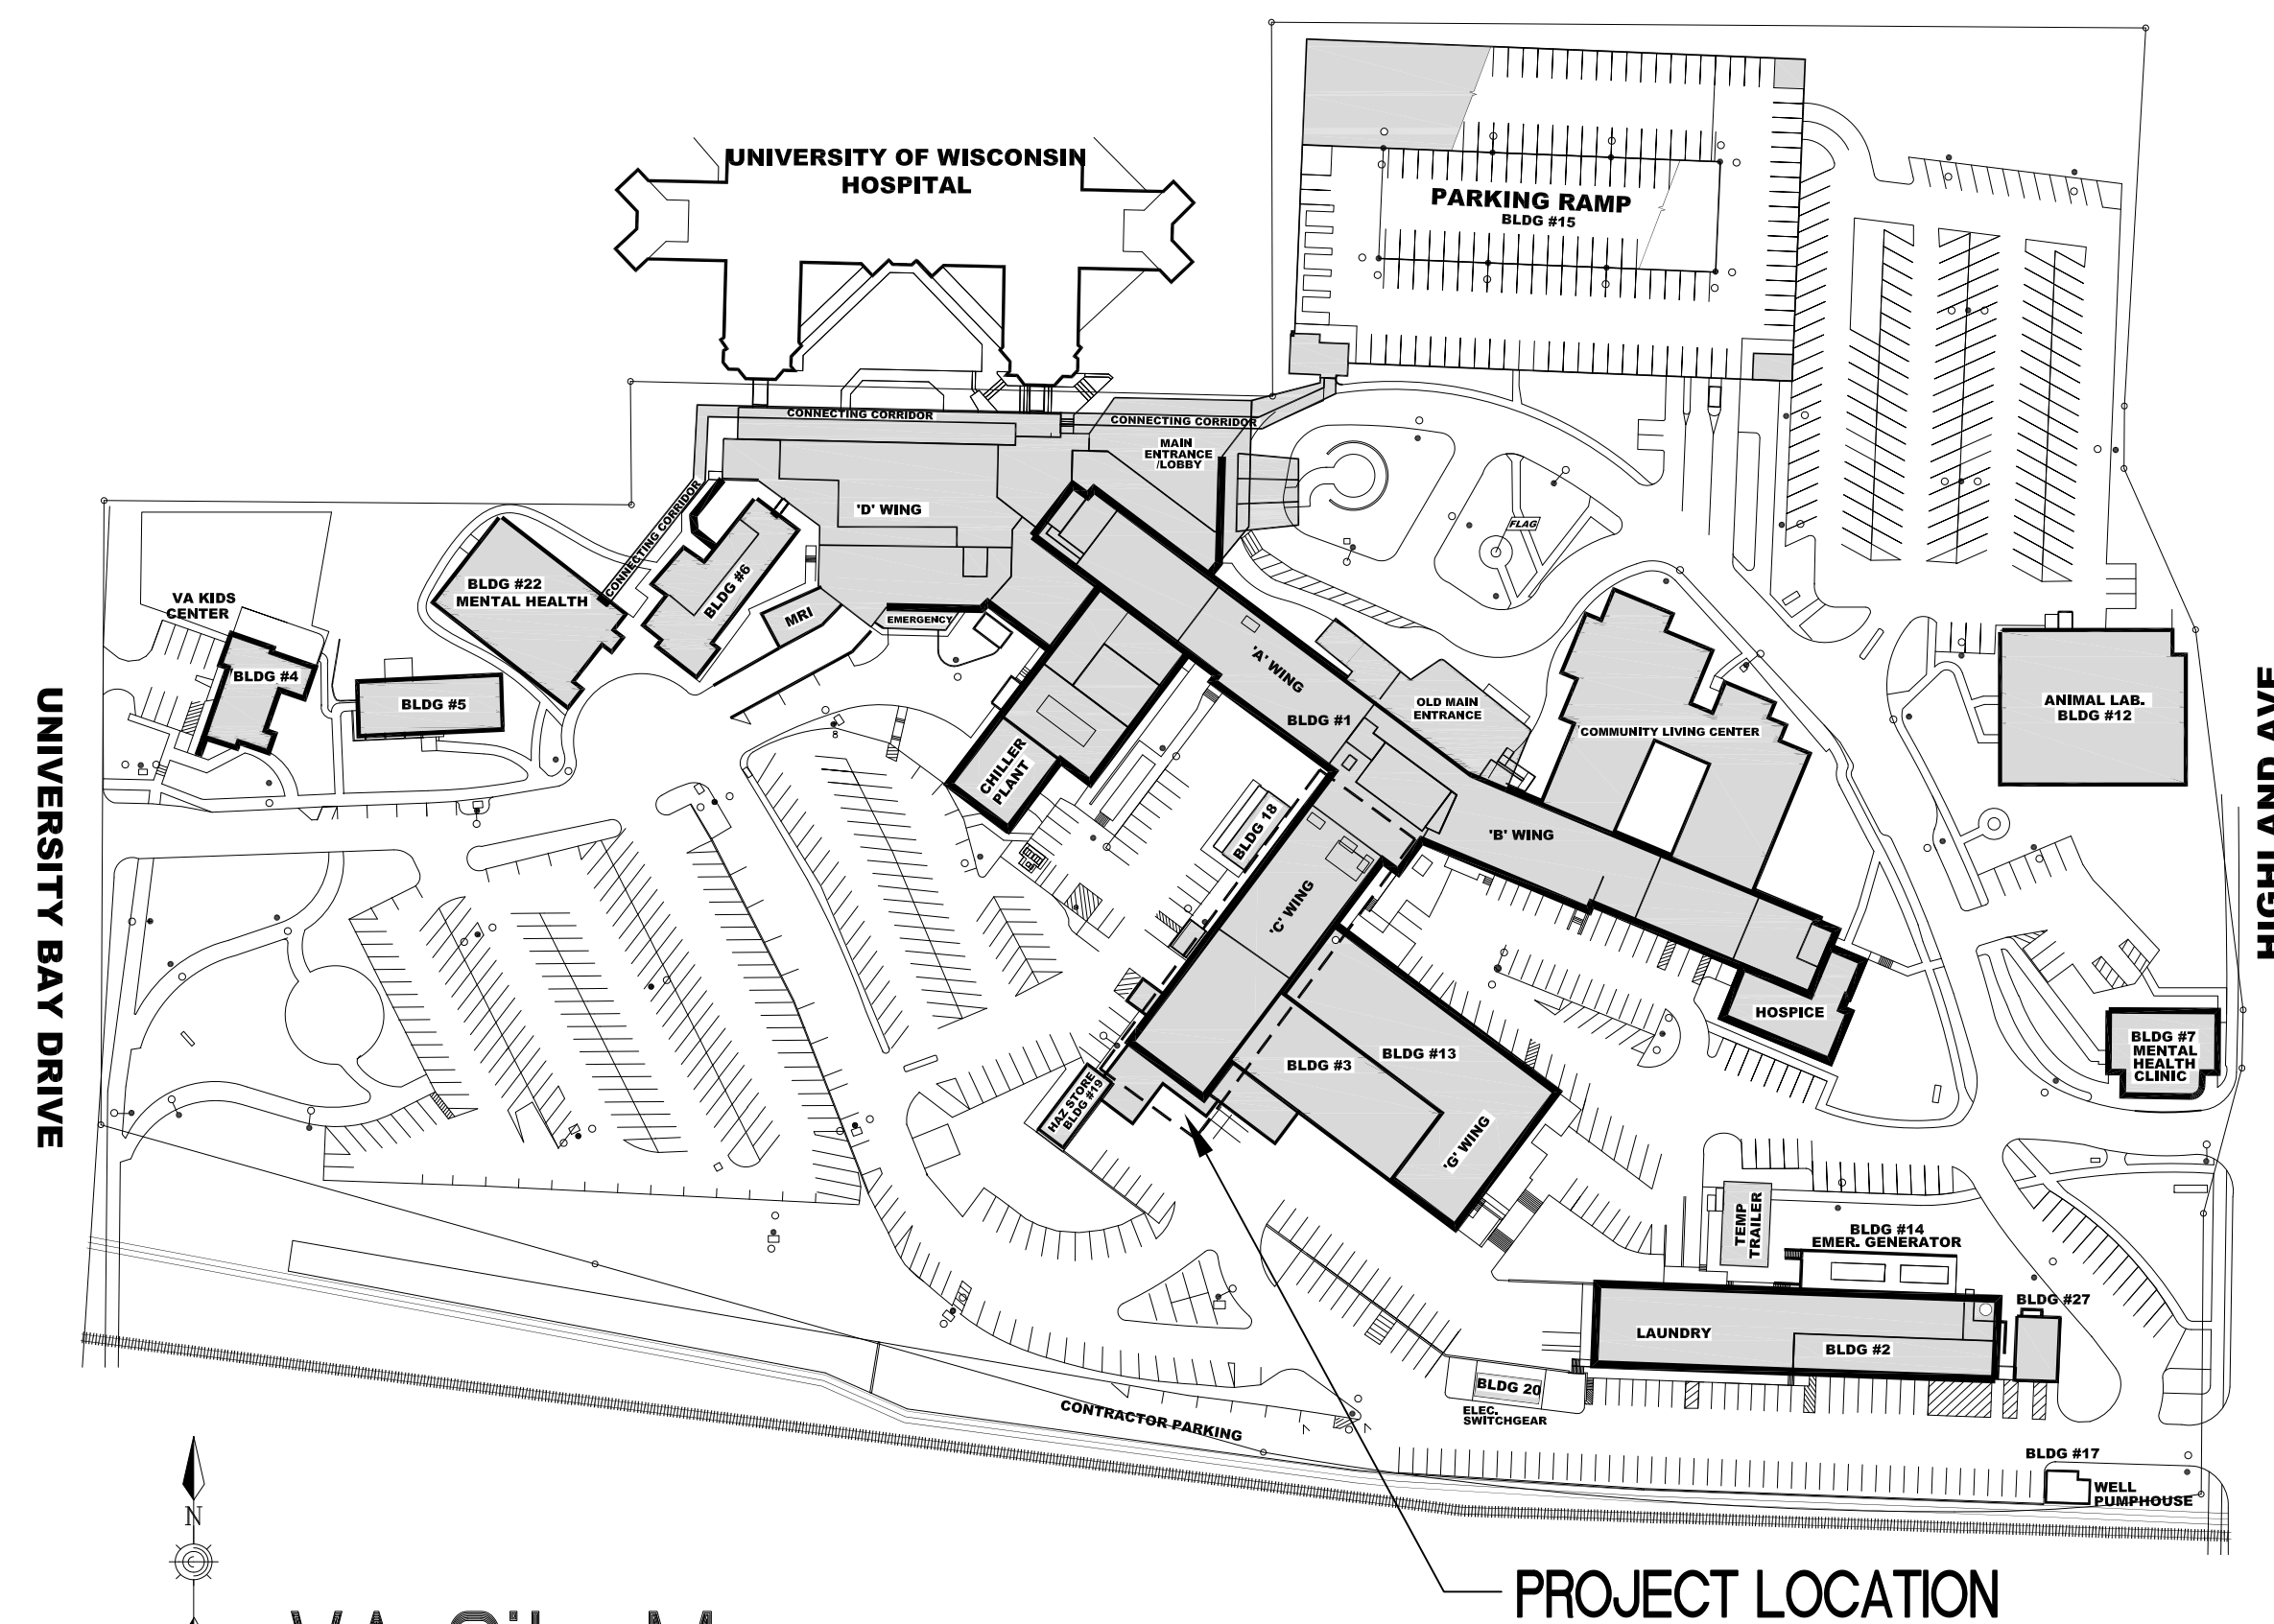 UNIVERSITY OF WISCONSIN
HOSPITAL
PARKING RAMP
BLDG #15
CONNECTING CORRIDOR
CONNECTING CORRIDOR
MAIN
ENTRANCE
/LOBBY
'D' WING
FLAG
CONNECTING CORRIDOR
BLDG #22
MENTAL HEALTH
BLDG #6
MRI
EMERGENCY
VA KIDS
CENTER
BLDG #4
BLDG #5
'A' WING
BLDG #1
OLD MAIN
ENTRANCE
COMMUNITY LIVING CENTER
ANIMAL LAB.
BLDG #12
UNIVERSITY BAY DRIVE
HIGHLAND AVE
CHILLER
PLANT
BLDG 18
'B' WING
'C' WING
HOSPICE
BLDG #7
MENTAL
HEALTH
CLINIC
BLDG #3
BLDG #13
HAZ STORE
BLDG #19
'G' WING
TEMP
TRAILER
BLDG #14
EMER. GENERATOR
BLDG #27
LAUNDRY
BLDG #2
BLDG 20
ELEC.
SWITCHGEAR
CONTRACTOR PARKING
BLDG #17
WELL
PUMPHOUSE
N
PROJECT LOCATION